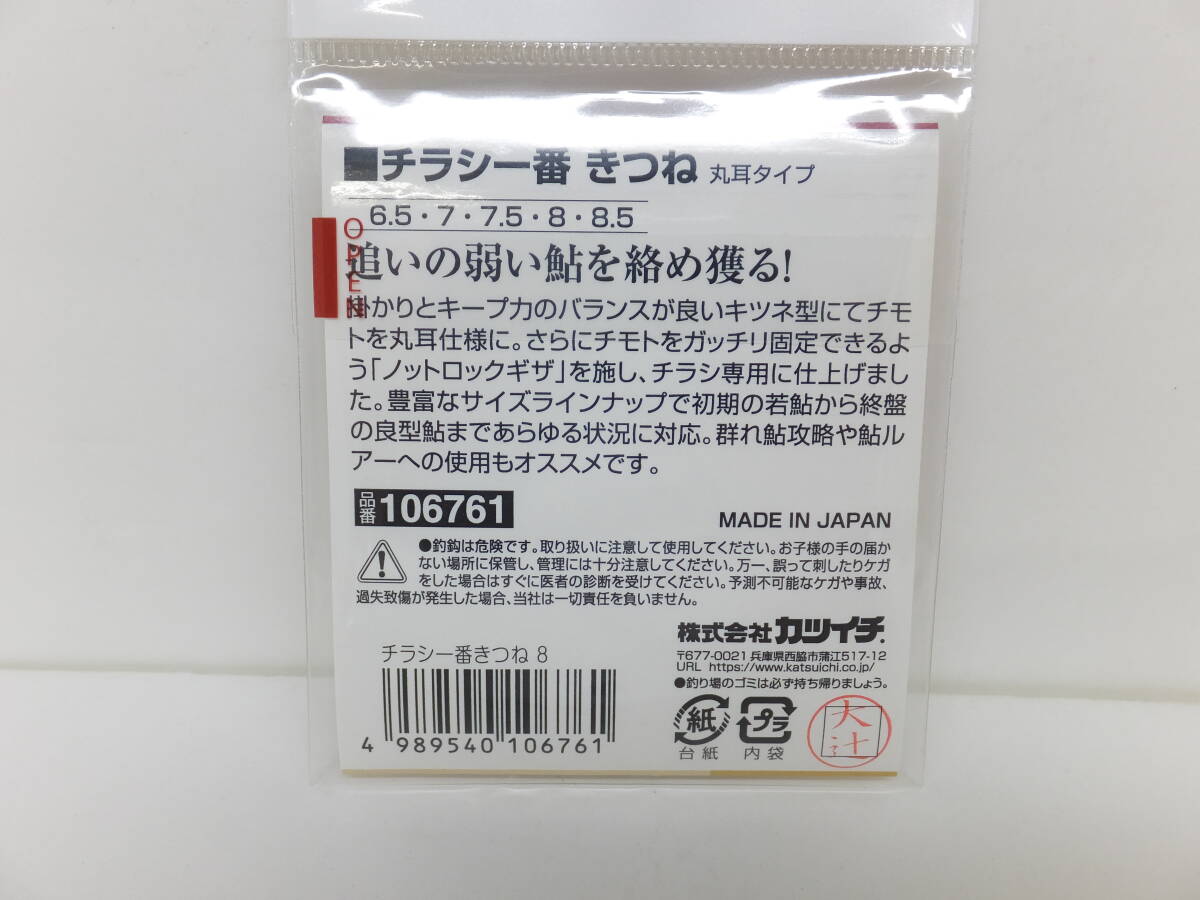 ■チラシ一番 きつね 丸耳タイプ
6.5・7・7.5・8・8.5
OPEN
追いの弱い鮎を絡め獲る!
掛かりとキープ力のバランスが良いキツネ型にてチモ
トを丸耳仕様に。さらにチモトをガッチリ固定できるよ
う「ノットロックギザ」を施し、チラシ専用に仕上げまし
た。豊富なサイズラインナップで初期の若鮎から終盤
の良型鮎まであらゆる状況に対応。群れ鮎攻略や鮎ル
アーへの使用もオススメです。
品番 106761
MADE IN JAPAN
●釣鈎は危険です。取り扱いに注意して使用してください。お子様の手の届か
ない場所に保管し、管理には十分注意してください。万一、誤って刺したりケガ
をした場合はすぐに医者の診断を受けてください。予測不可能なケガや事故、
過失致傷が発生した場合、当社は一切責任を負いません。
株式会社 カツイチ.
〒677-0021 兵庫県西脇市蒲江517-12
URL https://www.katsuichi.co.jp/
●釣り場のゴミは必ず持ち帰りましょう。
チラシ一番きつね 8
4 989540 106761
紙
台紙
プラ
内袋
大辻